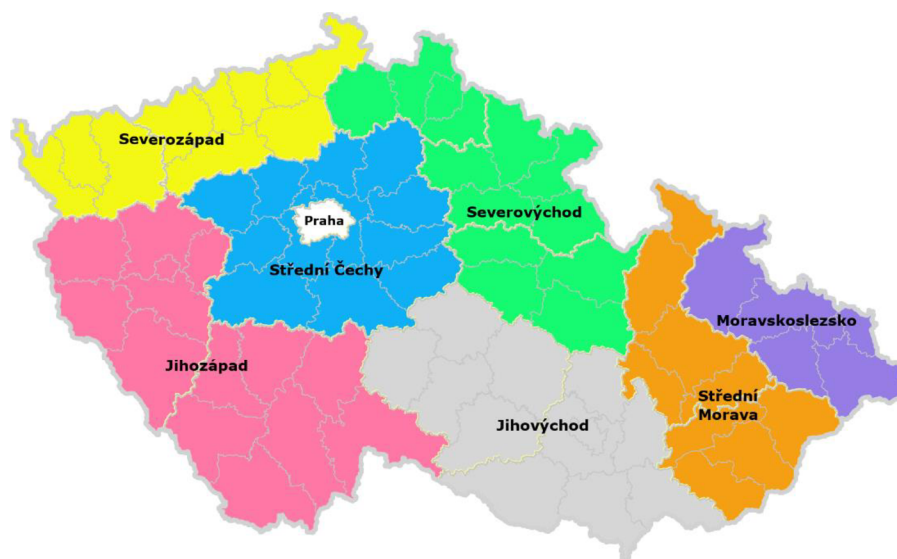 Severozápad
Praha
Severovýchod
Střední Čechy
Moravskoslezsko
Jihozápad
Střední
Morava
Jihovýchod